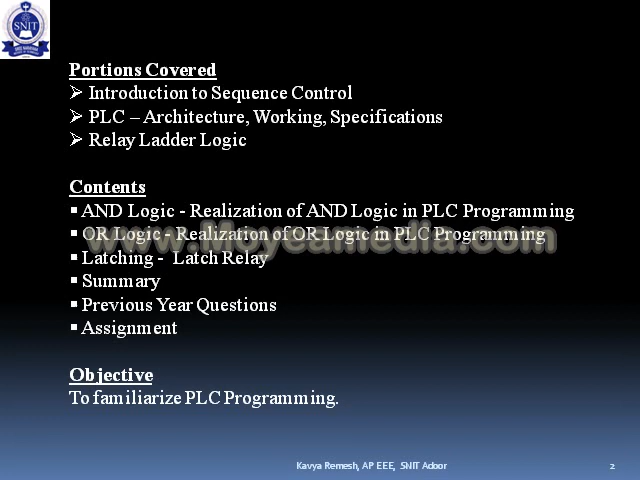 SNIT
Portions Covered
➢ Introduction to Sequence Control
➢ PLC – Architecture, Working, Specifications
➢ Relay Ladder Logic
Contents
▪ AND Logic - Realization of AND Logic in PLC Programming
▪ OR Logic - Realization of OR Logic in PLC Programming
▪ Latching - Latch Relay
▪ Summary
▪ Previous Year Questions
▪ Assignment
Objective
To familiarize PLC Programming.
Kavya Remesh, AP EEE, SNIT Adoor
2